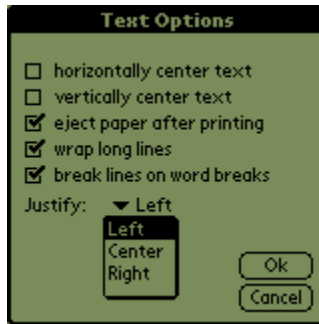 Text Options
horizontally center text
vertically center text
eject paper after printing
wrap long lines
break lines on word breaks
Justify: Left
Left
Center
Right
Ok
Cancel